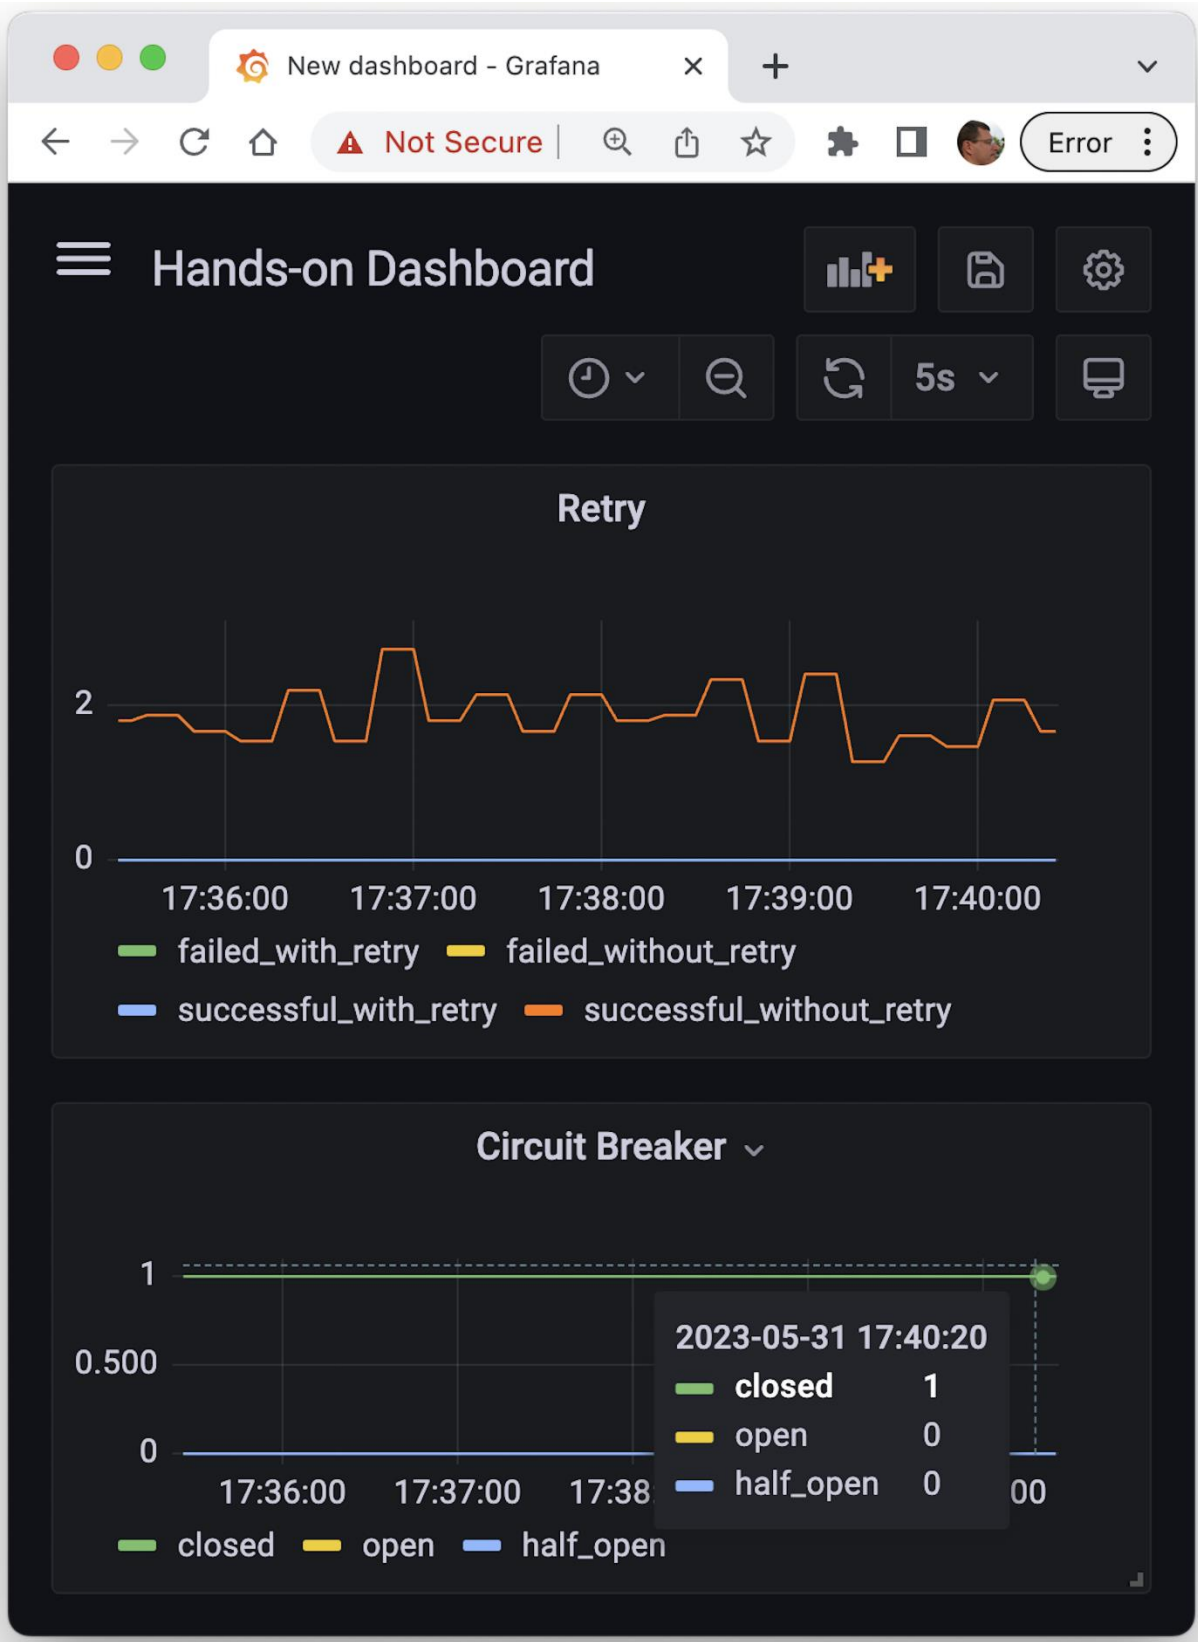 New dashboard - Grafana
Not Secure
Error
Hands-on Dashboard
5s
Retry
2
0
17:36:00 17:37:00 17:38:00 17:39:00 17:40:00
failed_with_retry failed_without_retry
successful_with_retry successful_without_retry
Circuit Breaker
1
0.500
0
2023-05-31 17:40:20
closed 1
open 0
half_open 0
17:36:00 17:37:00 17:38 00
closed open half_open